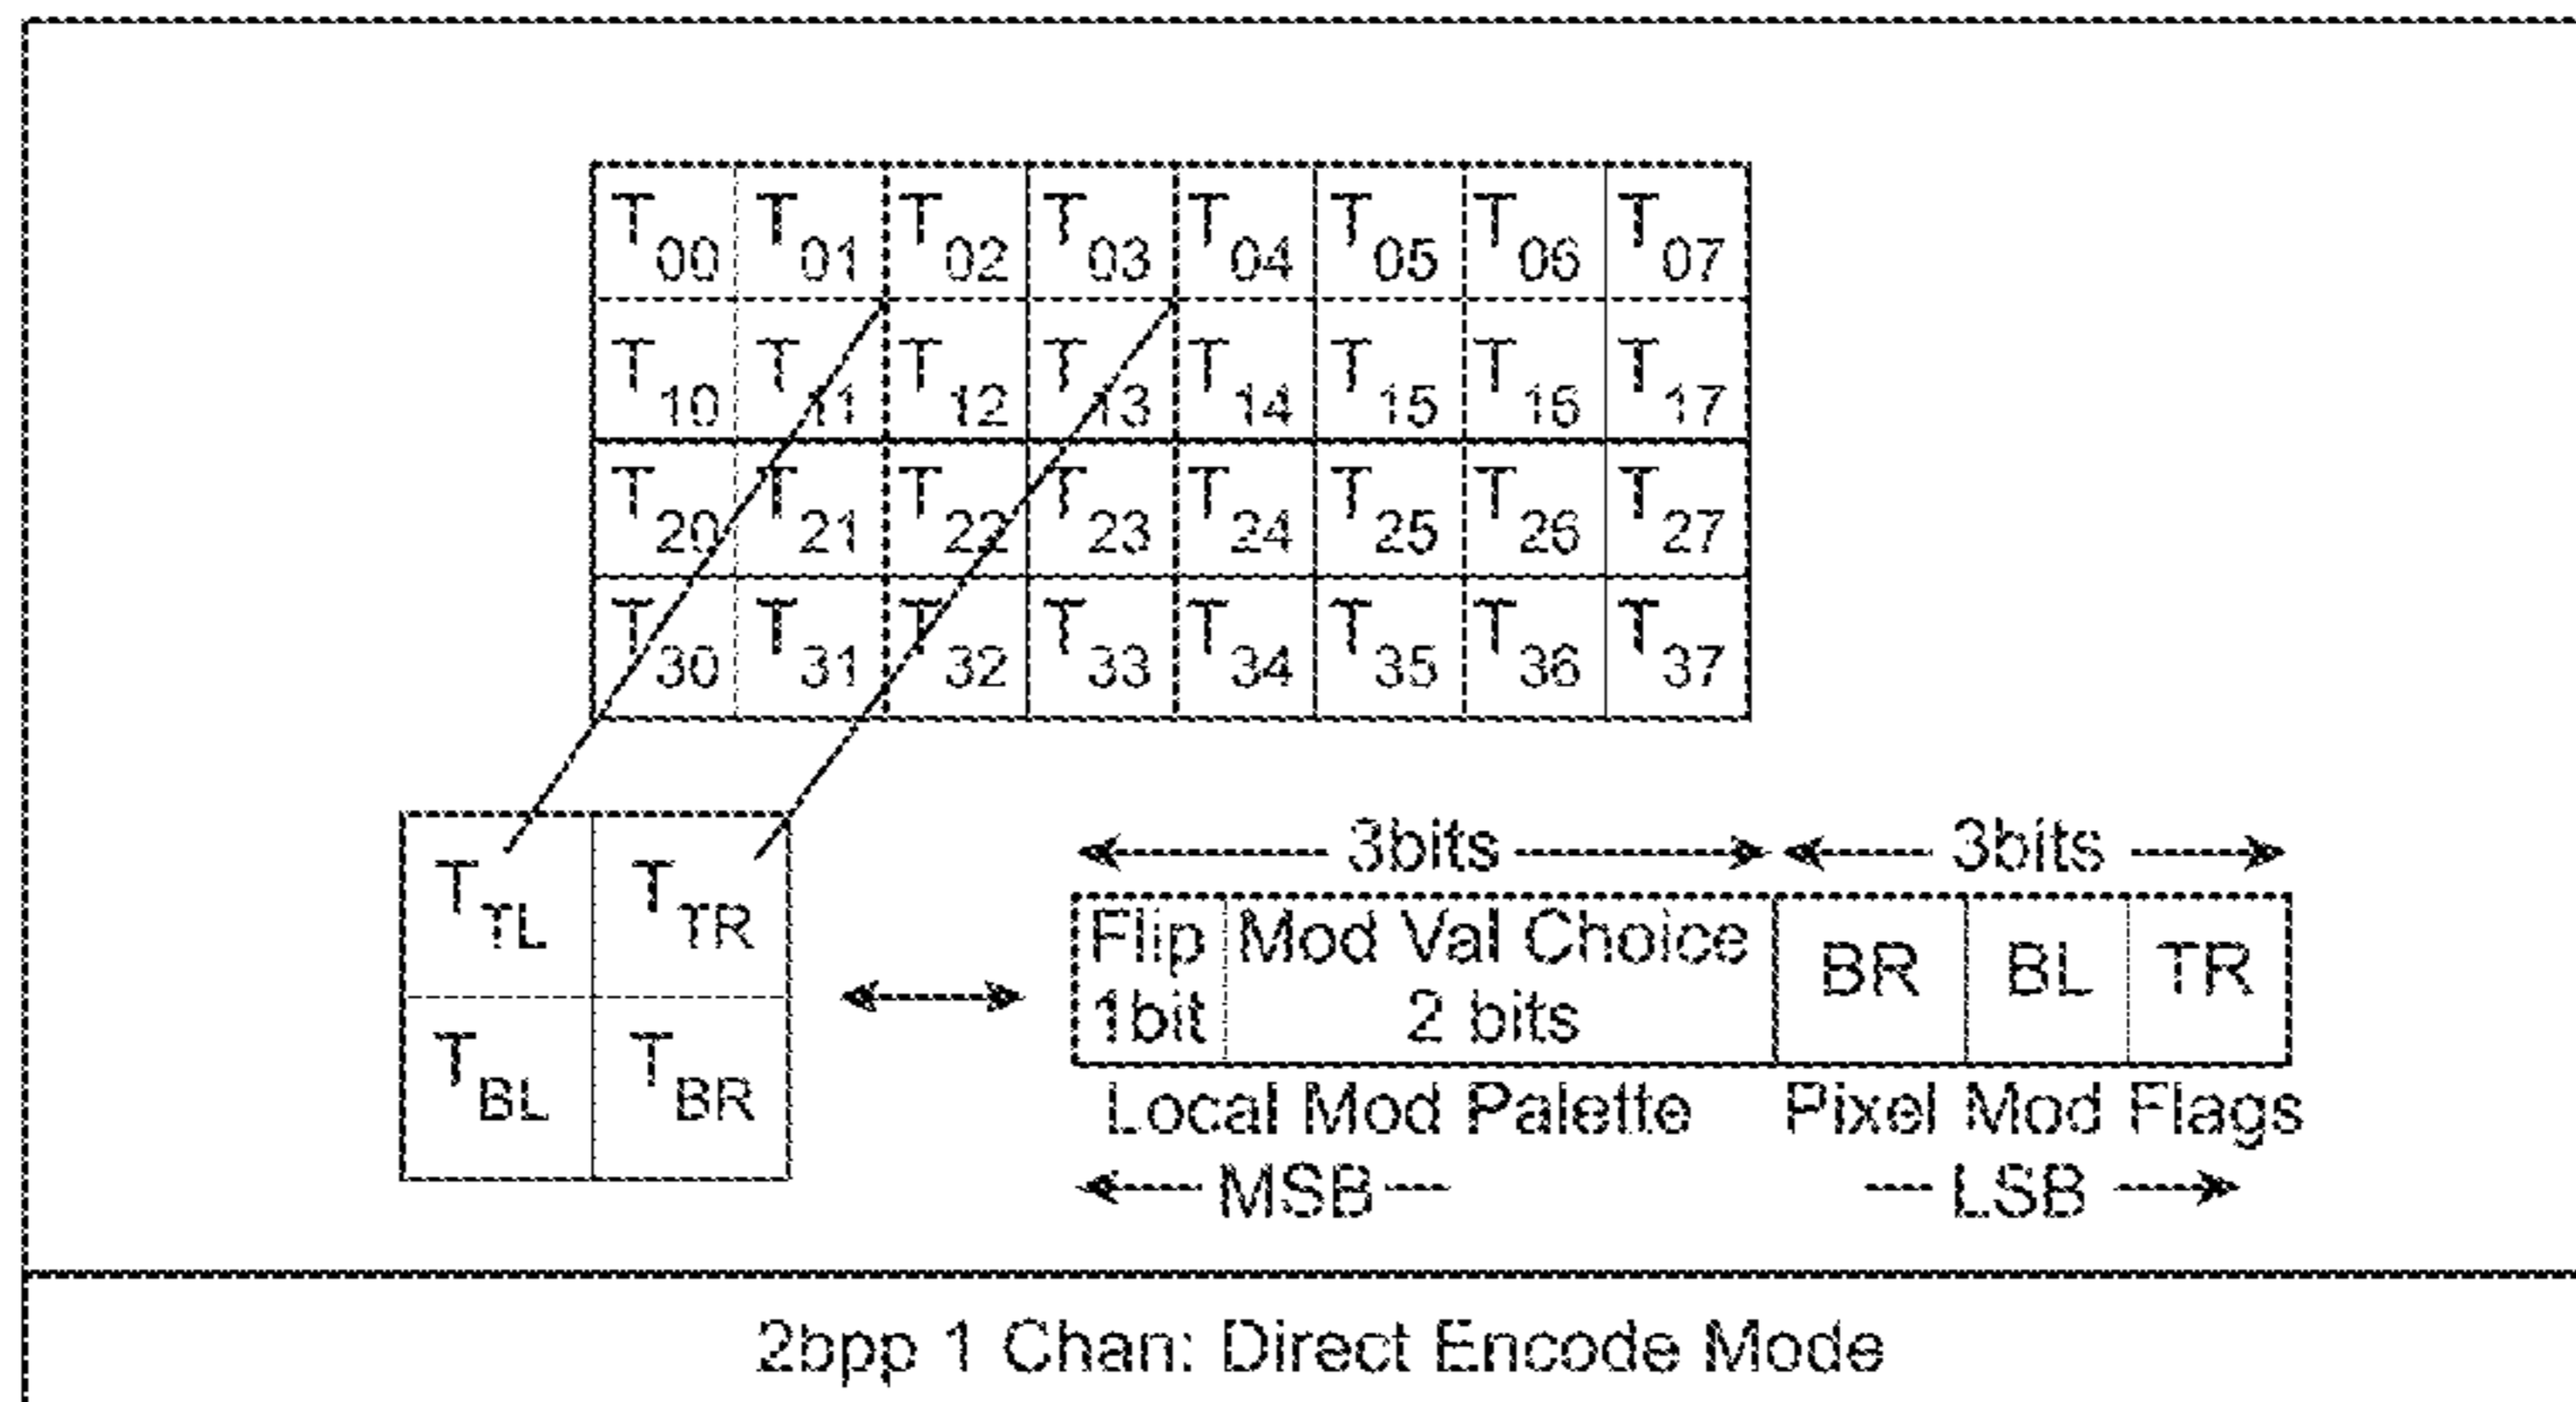 T00 T01 T02 T03 T04 T05 T06 T07
T10 T11 T12 T13 T14 T15 T16 T17
T20 T21 T22 T23 T24 T25 T26 T27
T30 T31 T32 T33 T34 T35 T36 T37
TTL TTR
TBL TBR
3bits 3bits
Flip Mod Val Choice BR BL TR
1bit 2 bits
Local Mod Palette Pixel Mod Flags
MSB LSB
2bpp 1 Chan: Direct Encode Mode